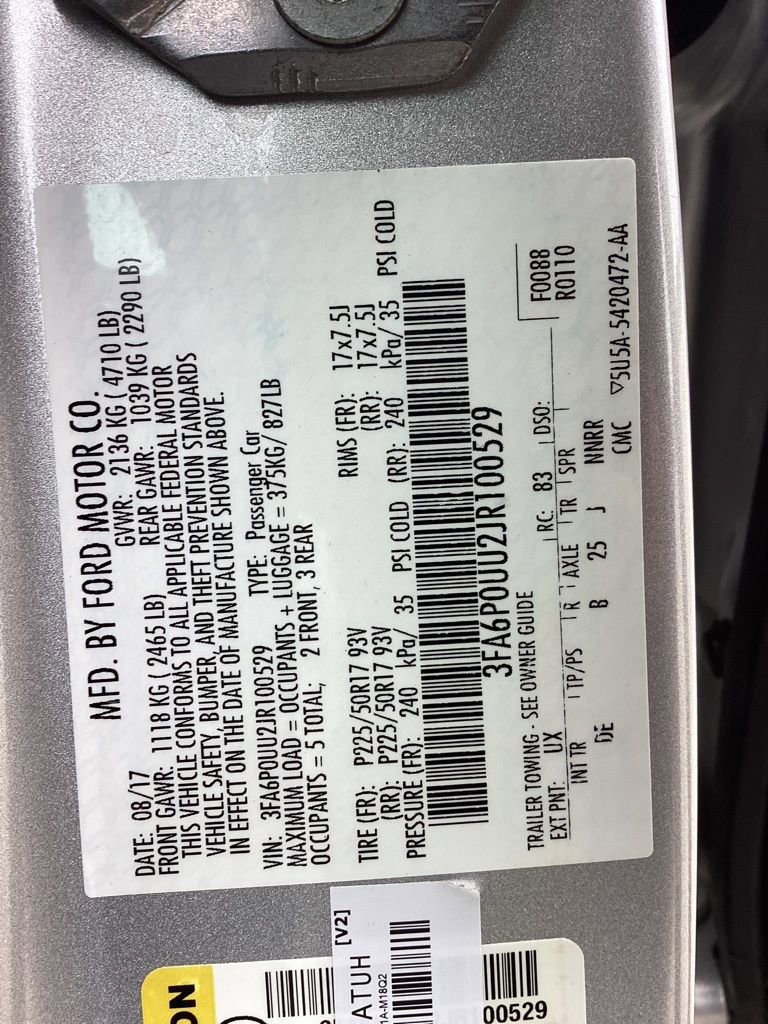 MFD. BY FORD MOTOR CO.
DATE: 08/17 GVWR: 2136 KG ( 4710 LB)
FRONT GAWR: 1118 KG ( 2465 LB) REAR GAWR: 1039 KG ( 2290 LB)
THIS VEHICLE CONFORMS TO ALL APPLICABLE FEDERAL MOTOR
VEHICLE SAFETY, BUMPER, AND THEFT PREVENTION STANDARDS
IN EFFECT ON THE DATE OF MANUFACTURE SHOWN ABOVE.
VIN: 3FA6P0UU2JR100529 TYPE: Passenger Car
MAXIMUM LOAD = OCCUPANTS + LUGGAGE = 375KG/ 827LB
OCCUPANTS = 5 TOTAL; 2 FRONT, 3 REAR
TIRE (FR): P225/50R17 93V RIMS (FR): 17x7.5J
(RR): P225/50R17 93V (RR): 17x7.5J
PRESSURE (FR): 240 kPa/ 35 PSI COLD (RR): 240 kPa/ 35 PSI COLD
3FA6P0UU2JR100529
TRAILER TOWING - SEE OWNER GUIDE
EXT PNT: UX RC: 83 DSO: F0088
R0110
INT TR TP/PS R AXLE TR SPR
DE B 25 J NNRR
CMC ▽5U5A-5420472-AA
ATUH [V2]
1A-M18Q2
ON
JR100529